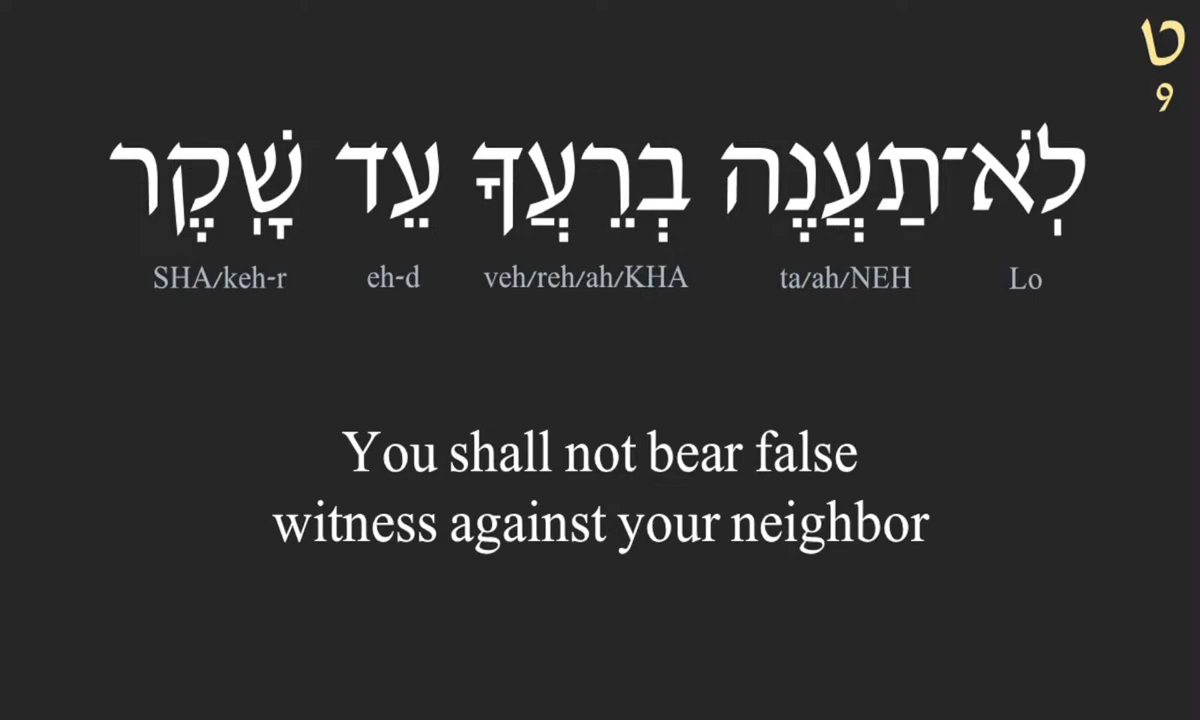 ט
9
לֹֽא־תַעֲנֶה בְרֵעֲךָ עֵד שָֽׁקֶר
SHA/keh-r eh-d veh/reh/ah/KHA ta/ah/NEH Lo
You shall not bear false
witness against your neighbor